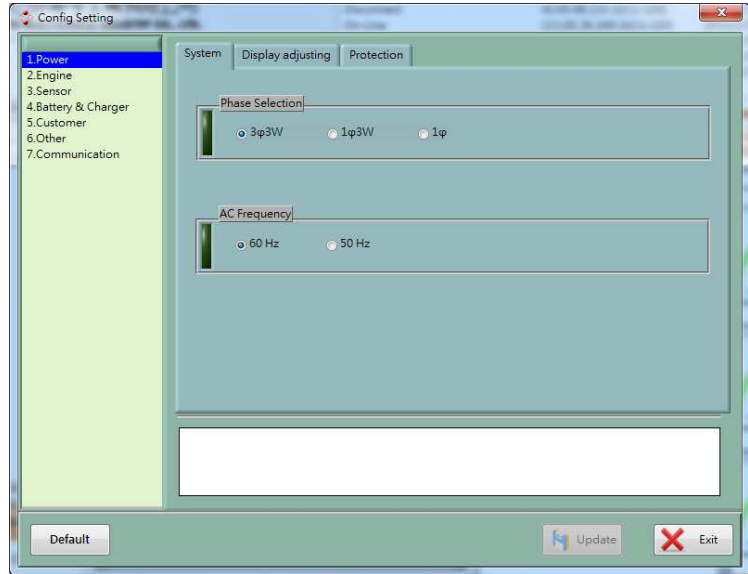 Config Setting
1.Power
2.Engine
3.Sensor
4.Battery & Charger
5.Customer
6.Other
7.Communication
System Display adjusting Protection
Phase Selection
3φ3W 1φ3W 1φ
AC Frequency
60 Hz 50 Hz
Default Update Exit